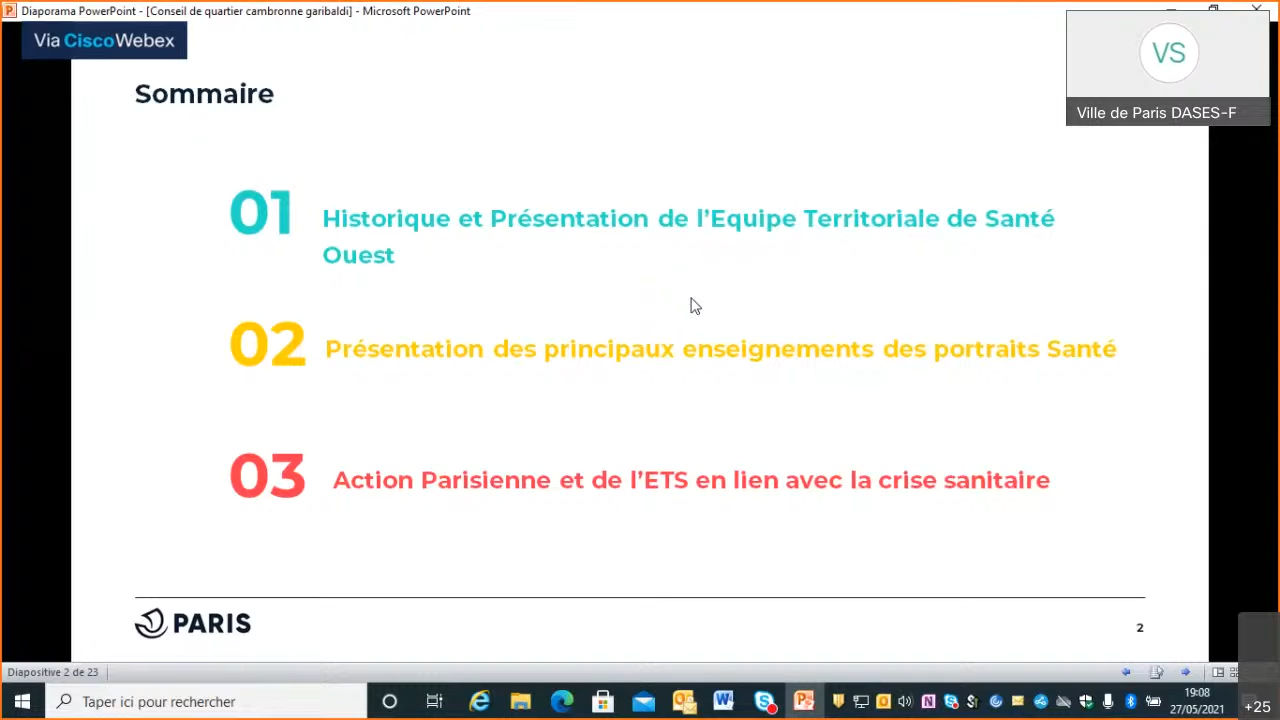 Diaporama PowerPoint - [Conseil de quartier cambronne garibaldi] - Microsoft PowerPoint
Via CiscoWebex
VS
Ville de Paris DASES-F
Sommaire
01
Historique et Présentation de l’Equipe Territoriale de Santé
Ouest
02
Présentation des principaux enseignements des portraits Santé
03
Action Parisienne et de l’ETS en lien avec la crise sanitaire
PARIS
2
Diapositive 2 de 23
Taper ici pour rechercher
19:08
27/05/2021
+25